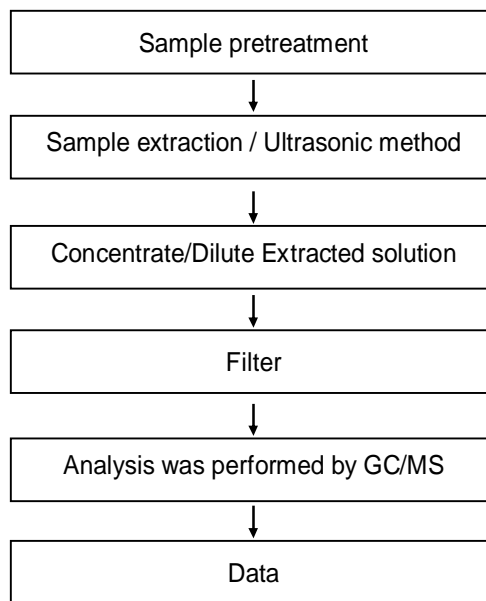 Sample pretreatment
Sample extraction / Ultrasonic method
Concentrate/Dilute Extracted solution
Filter
Analysis was performed by GC/MS
Data